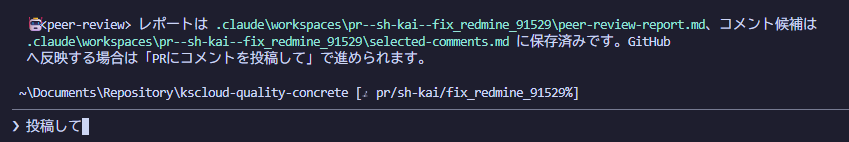 <peer-review> レポートは .claude\workspaces\pr--sh-kai--fix_redmine_91529\peer-review-report.md、コメント候補は
.claude\workspaces\pr--sh-kai--fix_redmine_91529\selected-comments.md に保存済みです。GitHub
へ反映する場合は「PRにコメントを投稿して」で進められます。
~\Documents\Repository\kscloud-quality-concrete [ pr/sh-kai/fix_redmine_91529%]
❯ 投稿して